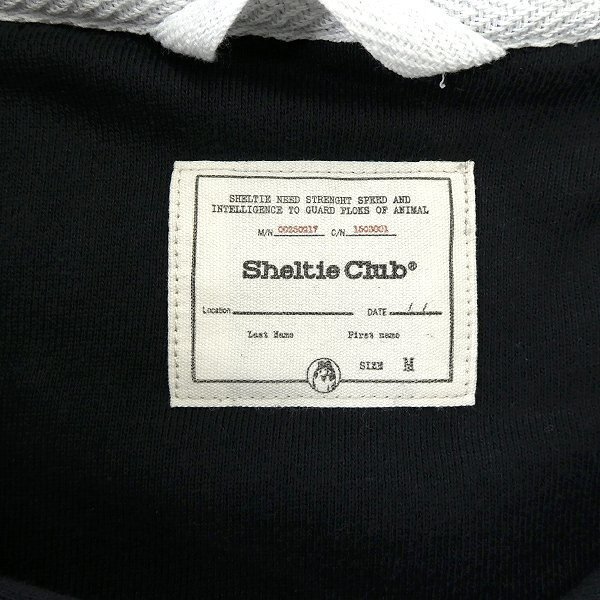 SHELTIE NEED STRENGHT SPEED AND
INTELLIGENCE TO GUARD FLOKS OF ANIMAL
M/N 00250217 C/N 1503001
Sheltie Club®
Location DATE / /
Last Name First name
SIZE M